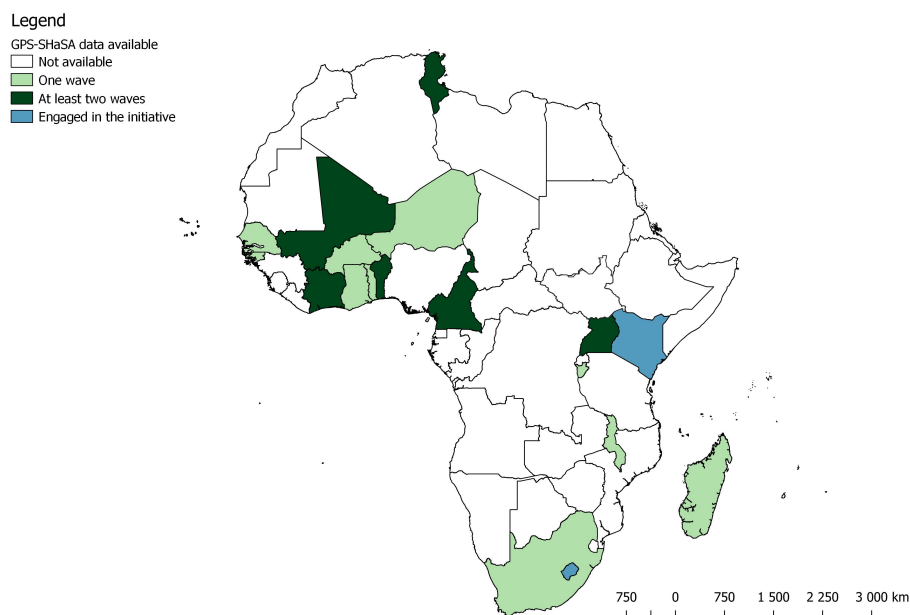 Legend
GPS-SHaSA data available
Not available
One wave
At least two waves
Engaged in the initiative
750 0 750 1 500 2 250 3 000 km